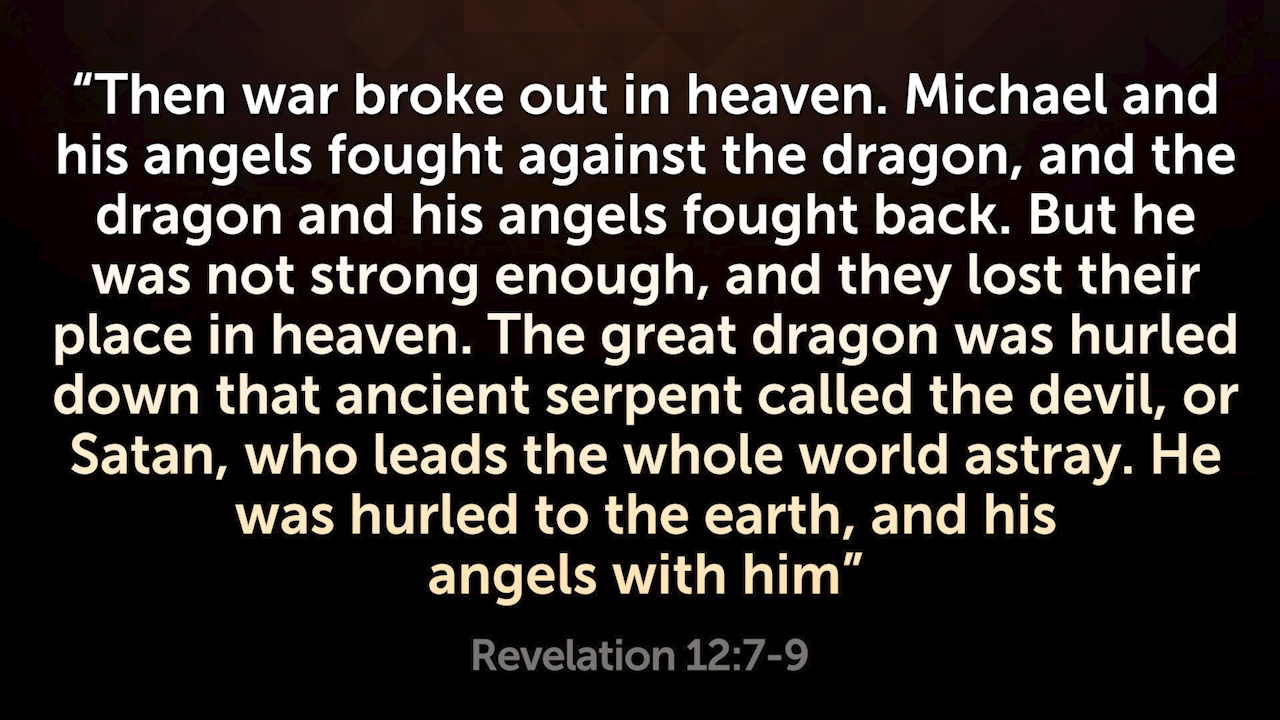 “Then war broke out in heaven. Michael and
his angels fought against the dragon, and the
dragon and his angels fought back. But he
was not strong enough, and they lost their
place in heaven. The great dragon was hurled
down that ancient serpent called the devil, or
Satan, who leads the whole world astray. He
was hurled to the earth, and his
angels with him”
Revelation 12:7-9